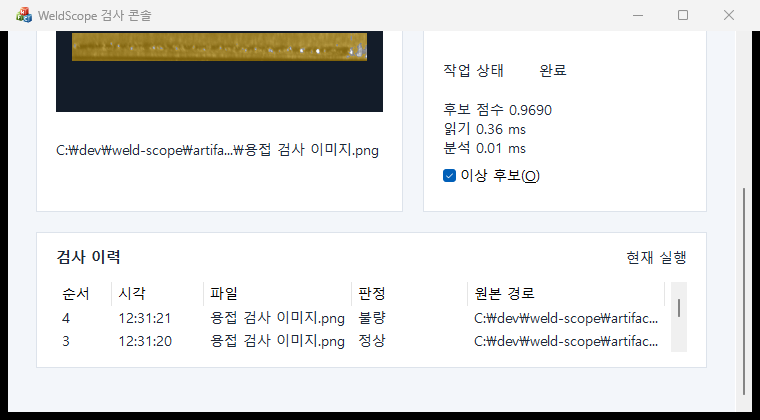 WeldScope 검사 콘솔
작업 상태 완료
후보 점수 0.9690
읽기 0.36 ms
분석 0.01 ms
C:₩dev₩weld-scope₩artifa...₩용접 검사 이미지.png
이상 후보(O)
검사 이력 현재 실행
순서 시각 파일 판정 원본 경로
4 12:31:21 용접 검사 이미지.png 불량 C:₩dev₩weld-scope₩artifac...
3 12:31:20 용접 검사 이미지.png 정상 C:₩dev₩weld-scope₩artifac...